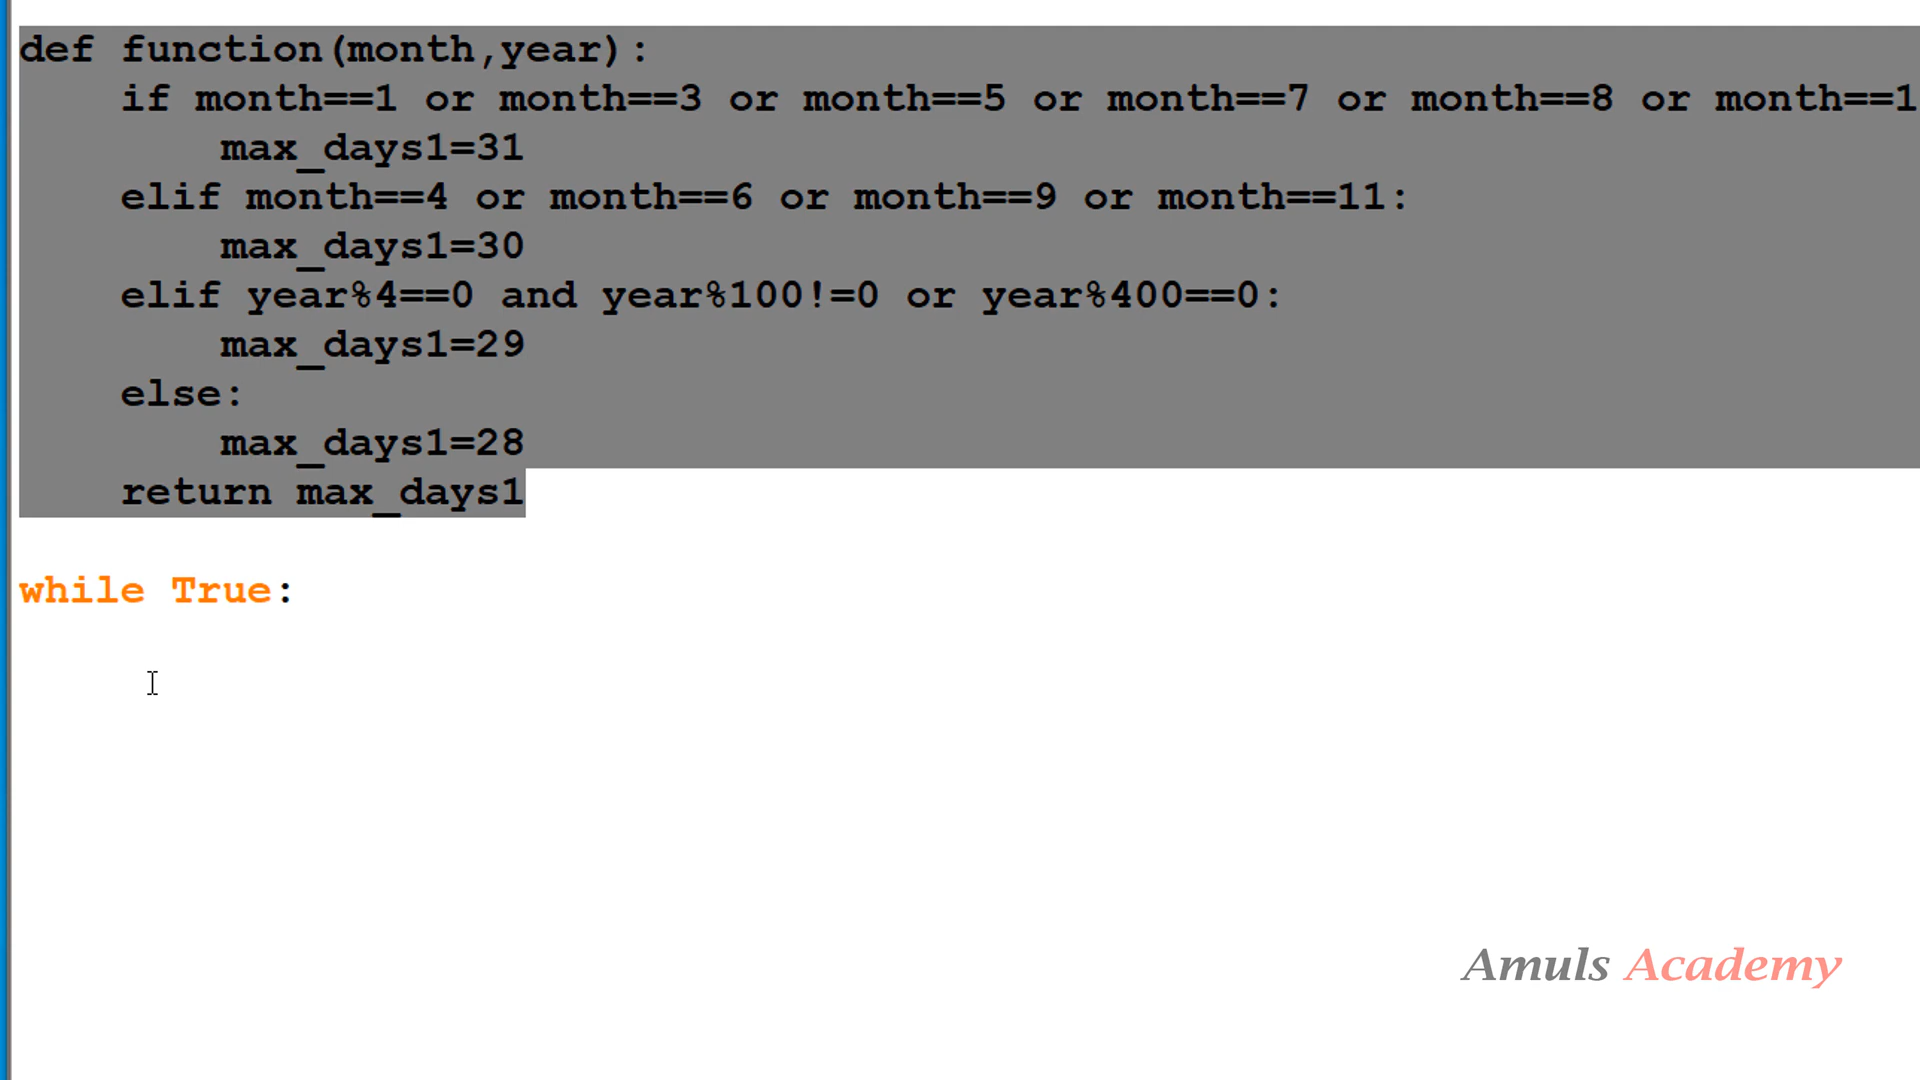 def function(month,year):
    if month==1 or month==3 or month==5 or month==7 or month==8 or month==1
        max_days1=31
    elif month==4 or month==6 or month==9 or month==11:
        max_days1=30
    elif year%4==0 and year%100!=0 or year%400==0:
        max_days1=29
    else:
        max_days1=28
    return max_days1
while True:
Amuls Academy